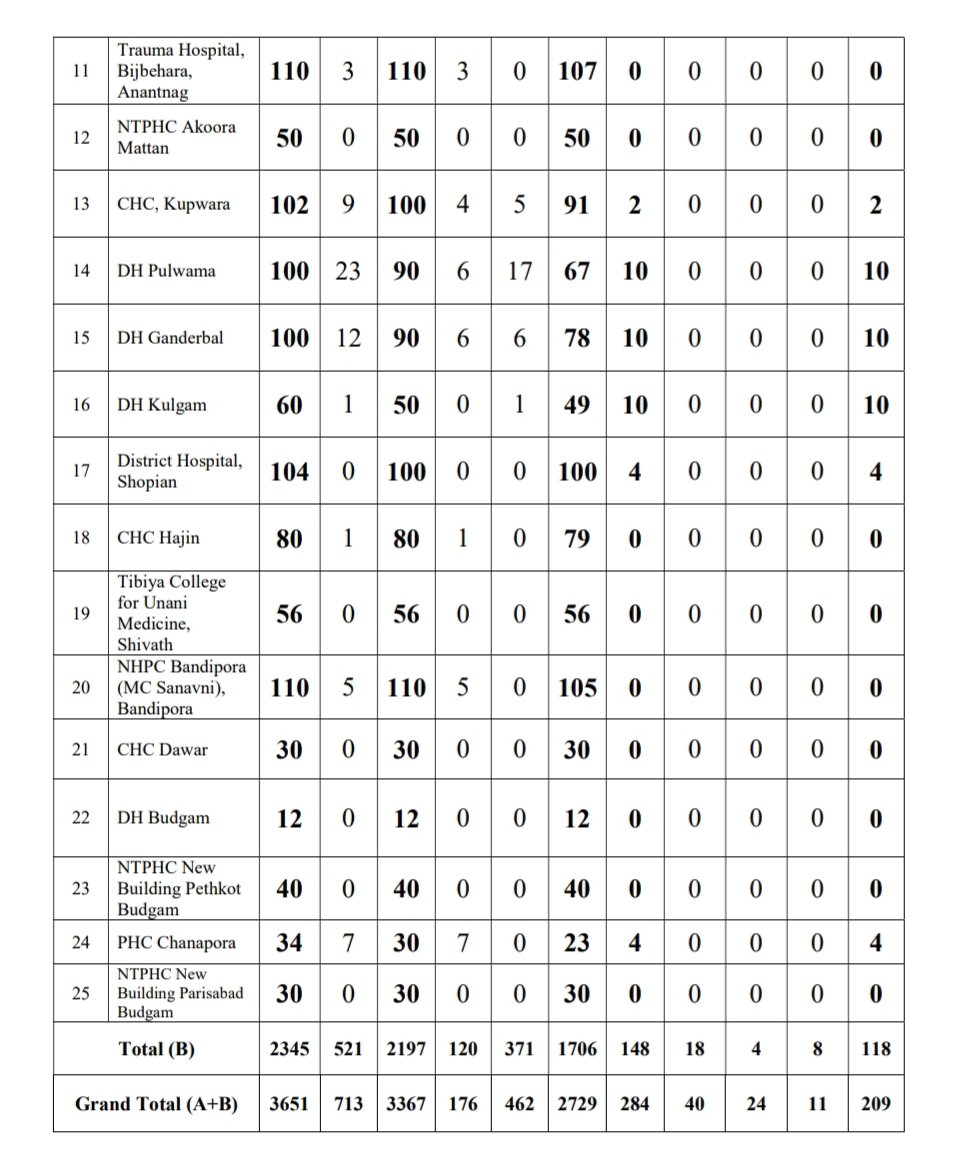 11 Trauma Hospital, Bijbehara, Anantnag 110 3 110 3 0 107 0 0 0 0 0
12 NTPHC Akoora Mattan 50 0 50 0 0 50 0 0 0 0 0
13 CHC, Kupwara 102 9 100 4 5 91 2 0 0 0 2
14 DH Pulwama 100 23 90 6 17 67 10 0 0 0 10
15 DH Ganderbal 100 12 90 6 6 78 10 0 0 0 10
16 DH Kulgam 60 1 50 0 1 49 10 0 0 0 10
17 District Hospital, Shopian 104 0 100 0 0 100 4 0 0 0 4
18 CHC Hajin 80 1 80 1 0 79 0 0 0 0 0
19 Tibiya College for Unani Medicine, Shivath 56 0 56 0 0 56 0 0 0 0 0
20 NHPC Bandipora (MC Sanavni), Bandipora 110 5 110 5 0 105 0 0 0 0 0
21 CHC Dawar 30 0 30 0 0 30 0 0 0 0 0
22 DH Budgam 12 0 12 0 0 12 0 0 0 0 0
23 NTPHC New Building Pethkot Budgam 40 0 40 0 0 40 0 0 0 0 0
24 PHC Chanapora 34 7 30 7 0 23 4 0 0 0 4
25 NTPHC New Building Parisabad Budgam 30 0 30 0 0 30 0 0 0 0 0
Total (B) 2345 521 2197 120 371 1706 148 18 4 8 118
Grand Total (A+B) 3651 713 3367 176 462 2729 284 40 24 11 209